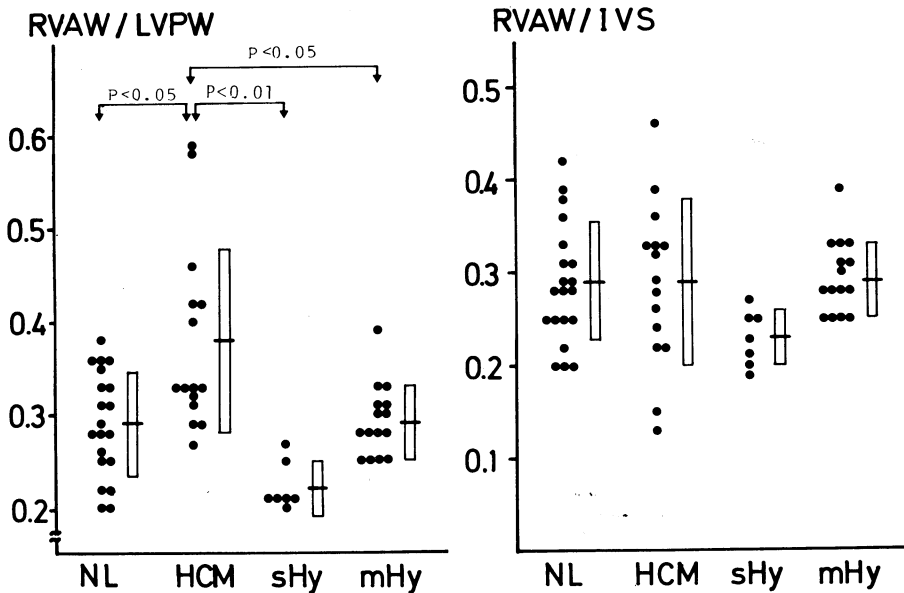 RVAW/LVPW
P<0.05
P<0.05
P<0.01
0.6
0.5
0.4
0.3
0.2
NL
HCM
sHy
mHy
RVAW/IVS
0.5
0.4
0.3
0.2
0.1
NL
HCM
sHy
mHy